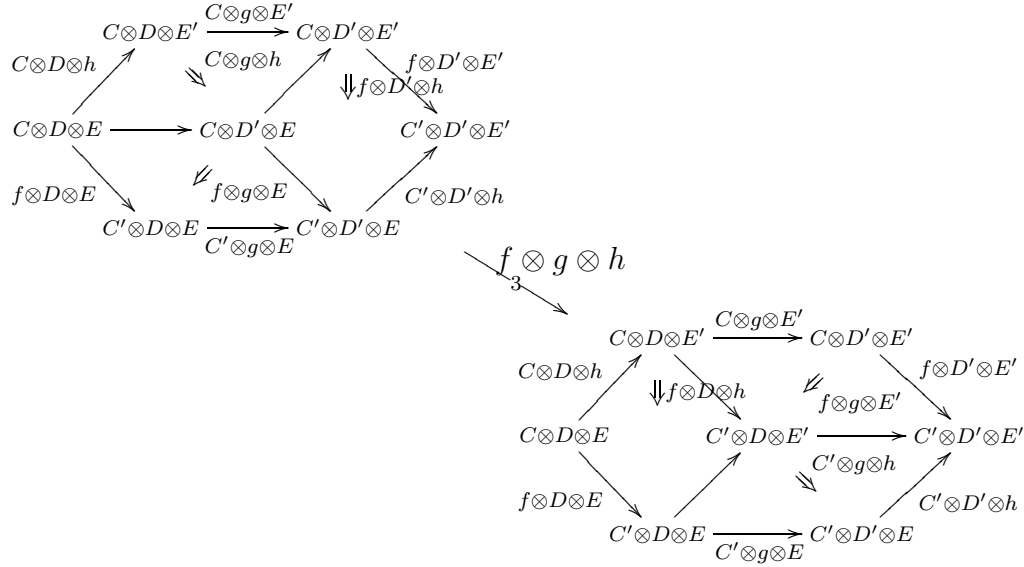 C⊗g⊗E′
C⊗D⊗E′ C⊗D′⊗E′
C⊗D⊗h C⊗g⊗h f⊗D′⊗E′
f⊗D′⊗h
C⊗D⊗E C⊗D′⊗E C′⊗D′⊗E′
f⊗D⊗E f⊗g⊗E C′⊗D′⊗h
C′⊗D⊗E C′⊗D′⊗E
C′⊗g⊗E
f ⊗ g ⊗ h
3
C⊗g⊗E′
C⊗D⊗E′ C⊗D′⊗E′
C⊗D⊗h f⊗D′⊗E′
f⊗D⊗h f⊗g⊗E′
C⊗D⊗E C′⊗D⊗E′ C′⊗D′⊗E′
C′⊗g⊗h
f⊗D⊗E C′⊗D′⊗h
C′⊗D⊗E C′⊗D′⊗E
C′⊗g⊗E